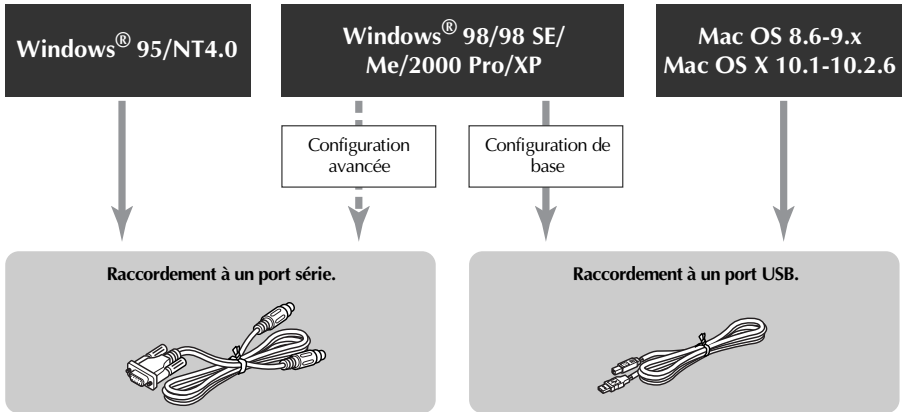 Windows® 95/NT4.0
Windows® 98/98 SE/
Me/2000 Pro/XP
Mac OS 8.6-9.x
Mac OS X 10.1-10.2.6
Configuration
avancée
Configuration de
base
Raccordement à un port série.
Raccordement à un port USB.